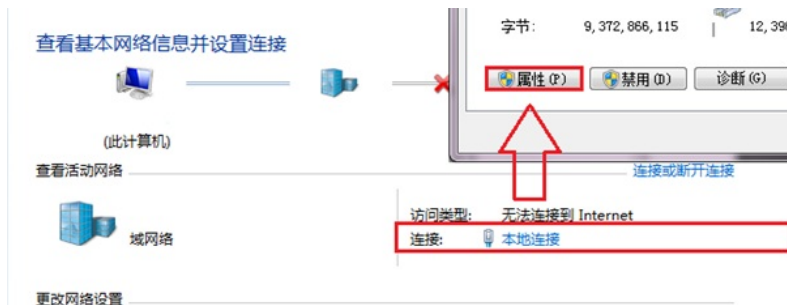 字节: 9,372,866,115 12,390
查看基本网络信息并设置连接
属性(P) 禁用(D) 诊断(G)
(此计算机)
查看活动网络 连接或断开连接
访问类型: 无法连接到 Internet
域网络
连接: 本地连接
更改网络设置